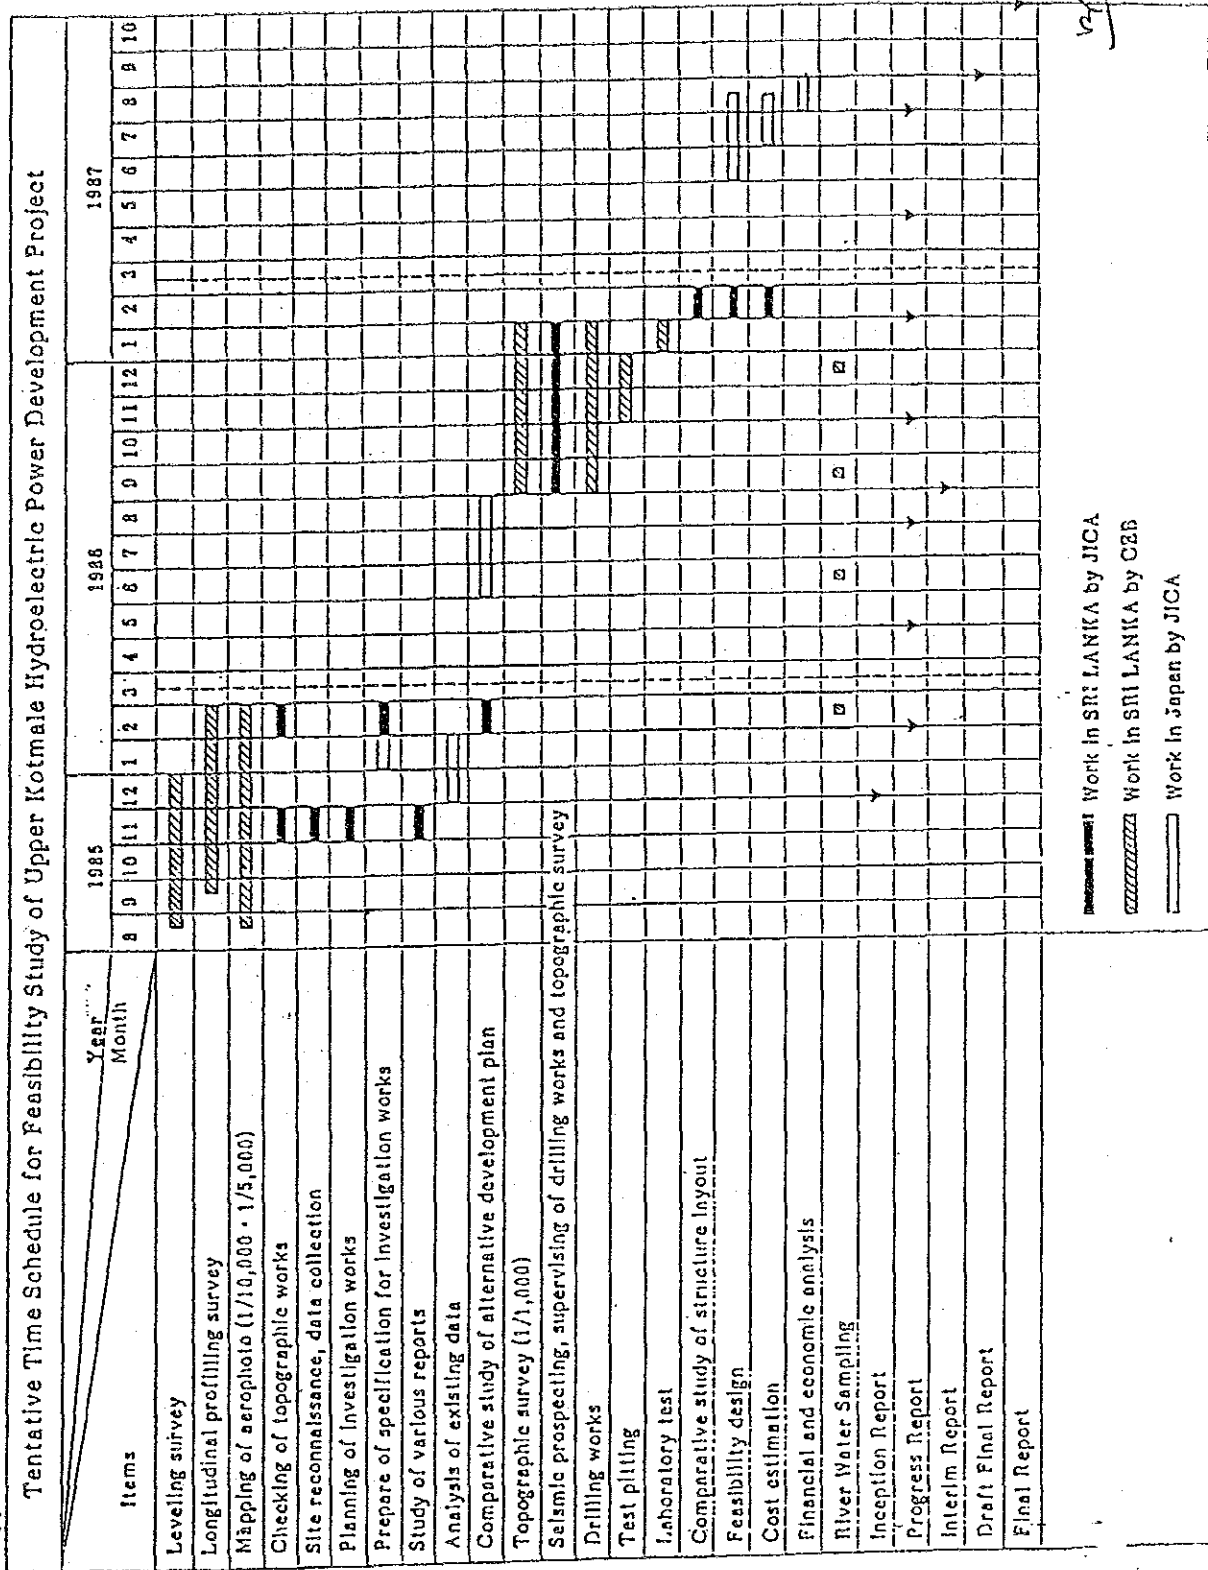 Tentative Time Schedule for Feasibility Study of Upper Kotmale Hydroelectric Power Development Project
Year
Month
Items
1985
1986
1987
8 9 10 11 12 1 2 3 4 5 6 7 8 9 10 11 12 1 2 3 4 5 6 7 8 9 10
Leveling survey
Longitudinal profilling survey
Mapping of aerophoto (1/10,000 · 1/5,000)
Checking of topographic works
Site reconnaissance, data collection
Planning of investigation works
Prepare of specification for investigation works
Study of various reports
Analysis of existing data
Comparative study of alternative development plan
Topographic survey (1/1,000)
Seismic prospecting, supervising of drilling works and topographic survey
Drilling works
Test pitting
Laboratory test
Comparative study of structure layout
Feasibility design
Cost estimation
Financial and economic analysis
River Water Sampling
Inception Report
Progress Report
Interim Report
Draft Final Report
Final Report
Work in SRI LANKA by JICA
Work in SRI LANKA by CEB
Work in Japan by JICA